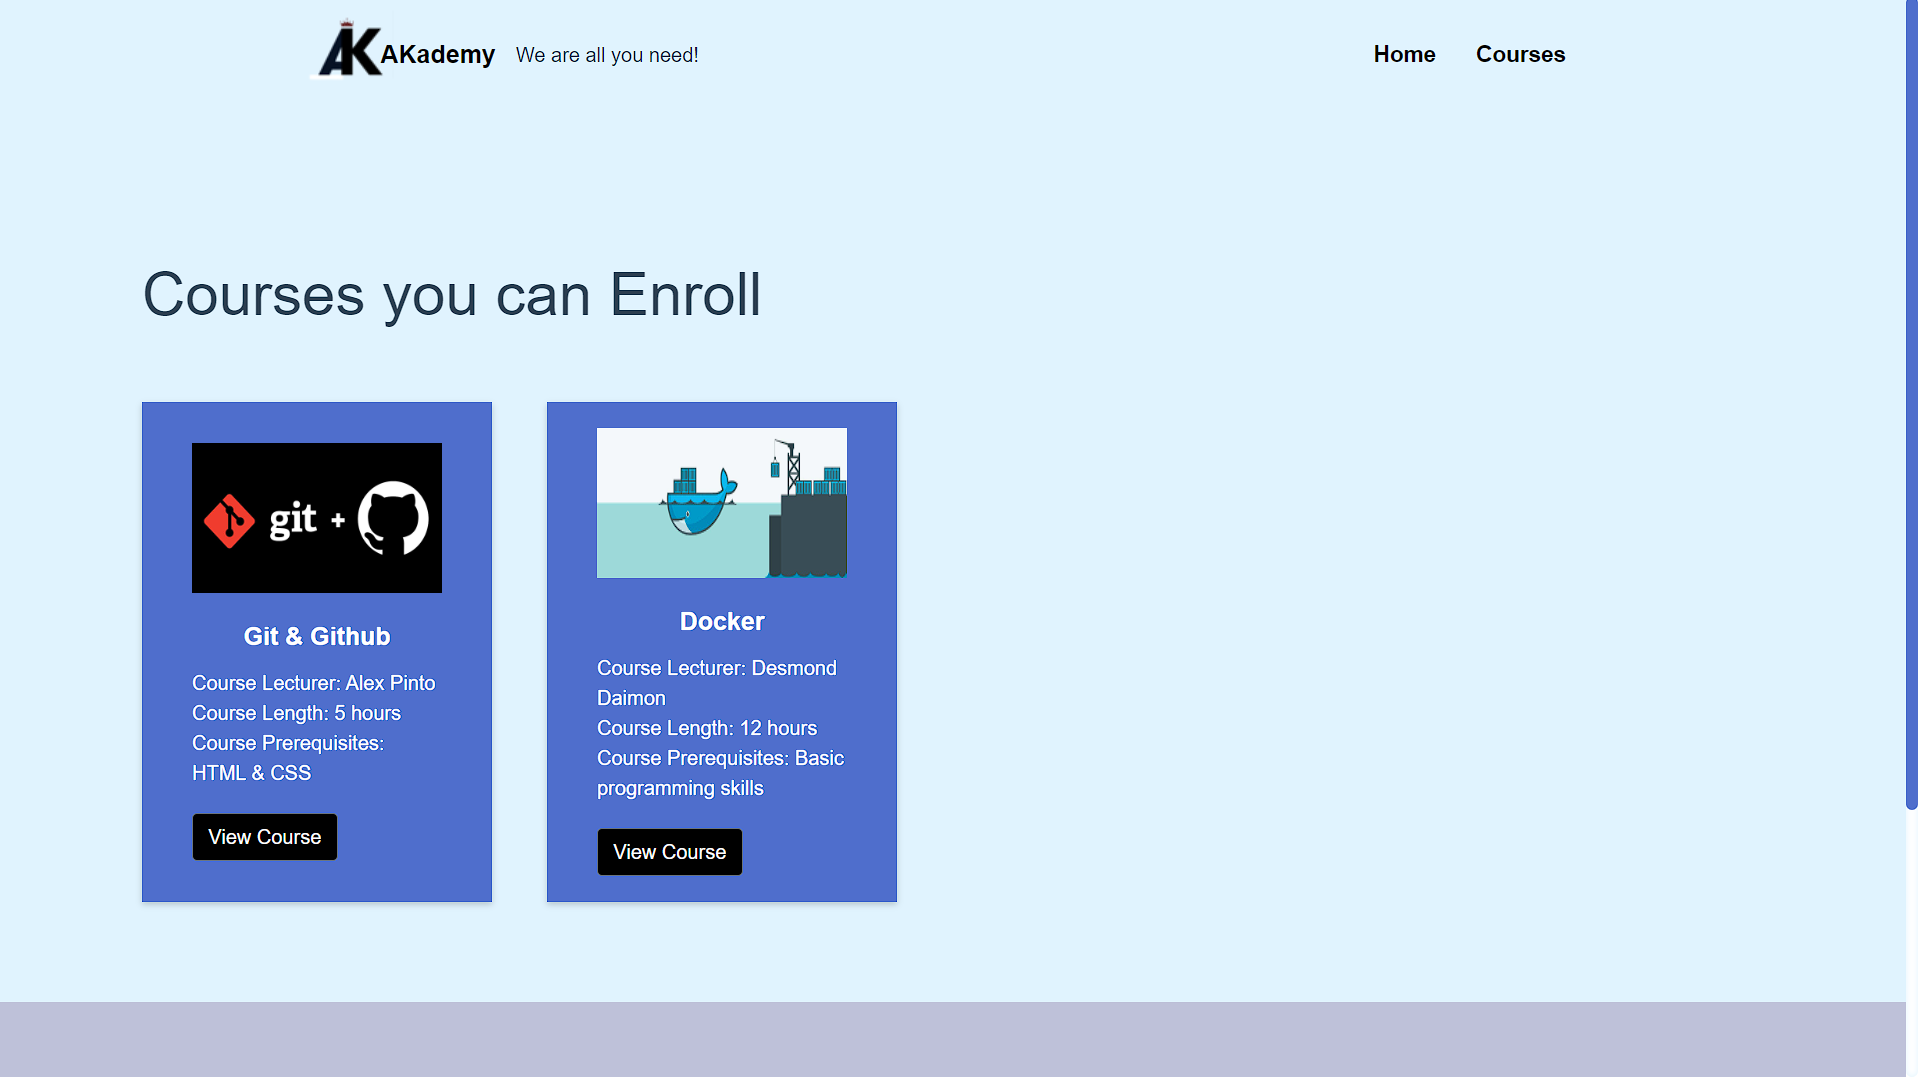 AK AKademy We are all you need! Home Courses
Courses you can Enroll
git +
Git & Github
Course Lecturer: Alex Pinto
Course Length: 5 hours
Course Prerequisites:
HTML & CSS
View Course
Docker
Course Lecturer: Desmond
Daimon
Course Length: 12 hours
Course Prerequisites: Basic
programming skills
View Course